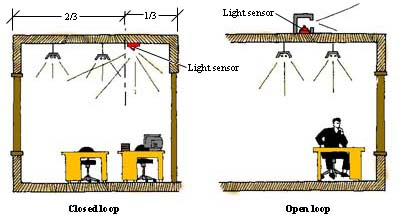 2/3
1/3
Light sensor
Light sensor
Closed loop
Open loop